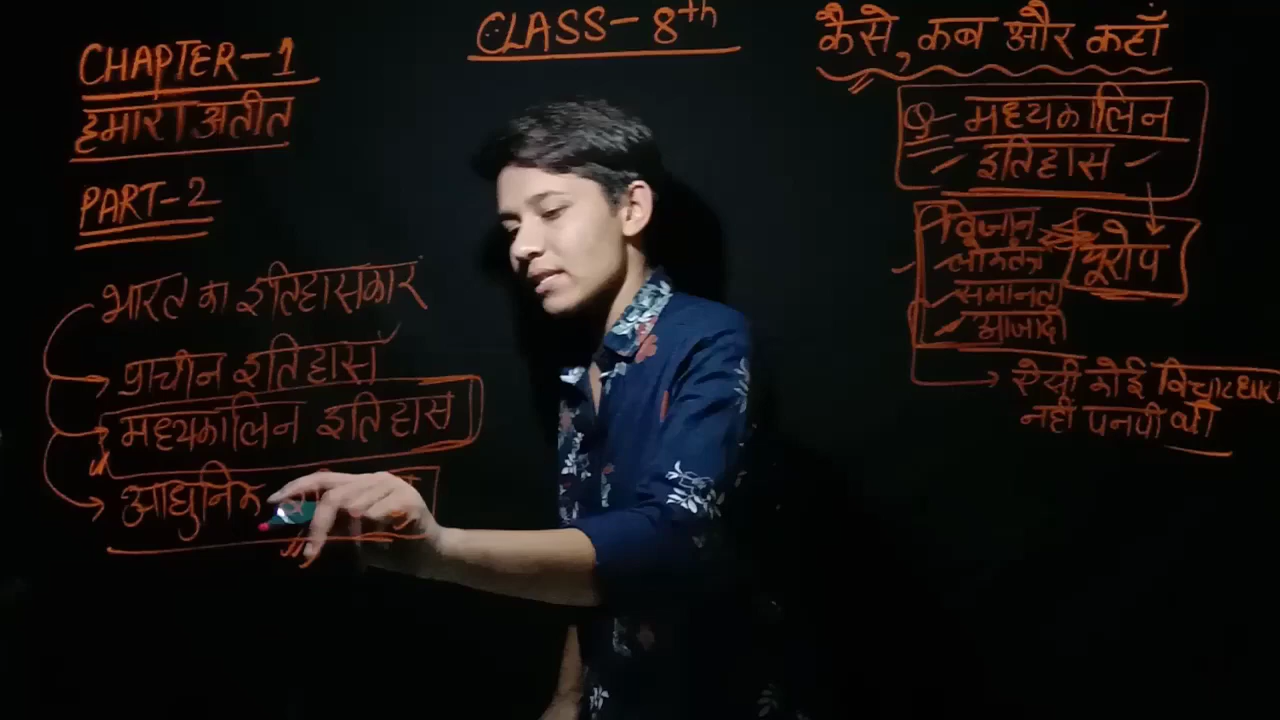 CLASS-8th
CHAPTER-1
हमारा अतीत
PART-2
भारत का इतिहासकार
प्राचीन इतिहास
मध्यकालिन इतिहास
आधुनिक
कैसे, कब और कहाँ
Q- मध्यकालिन
इतिहास
विज्ञान
लोकतंत्र
समानता
आजादी
यूरोप
ऐसी कोई विचारधारा
नहीं पनपी थी